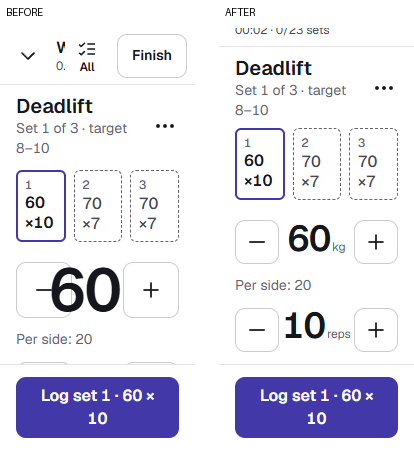 BEFORE
W
0.
All
Finish
Deadlift
Set 1 of 3 · target
8–10
1
60
×10
2
70
×7
3
70
×7
60
Per side: 20
Log set 1 · 60 ×
10
AFTER
00:02 · 0/23 sets
Deadlift
Set 1 of 3 · target
8–10
1
60
×10
2
70
×7
3
70
×7
60 kg
Per side: 20
10 reps
Log set 1 · 60 ×
10